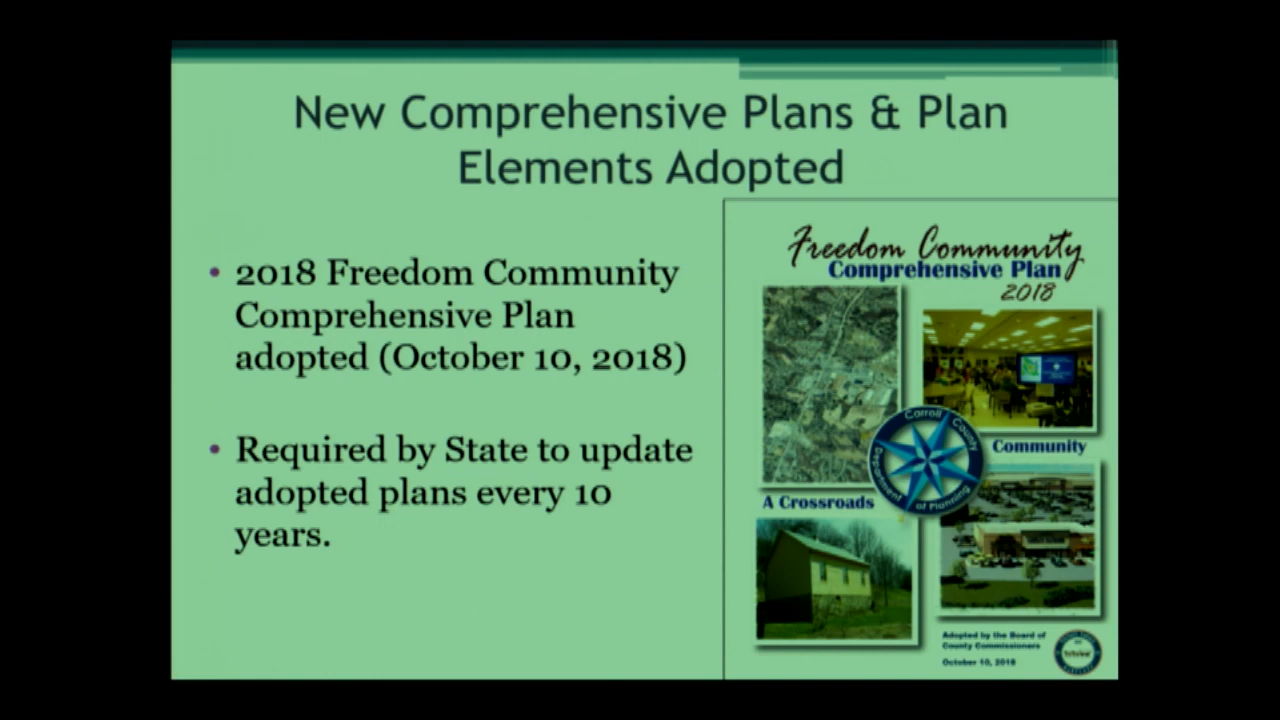 New Comprehensive Plans & Plan
Elements Adopted
• 2018 Freedom Community
Comprehensive Plan
adopted (October 10, 2018)
• Required by State to update
adopted plans every 10
years.
Freedom Community
Comprehensive Plan
2018
Carroll County
Department of Planning
Community
A Crossroads
Adopted by the Board of
County Commissioners
October 10, 2018